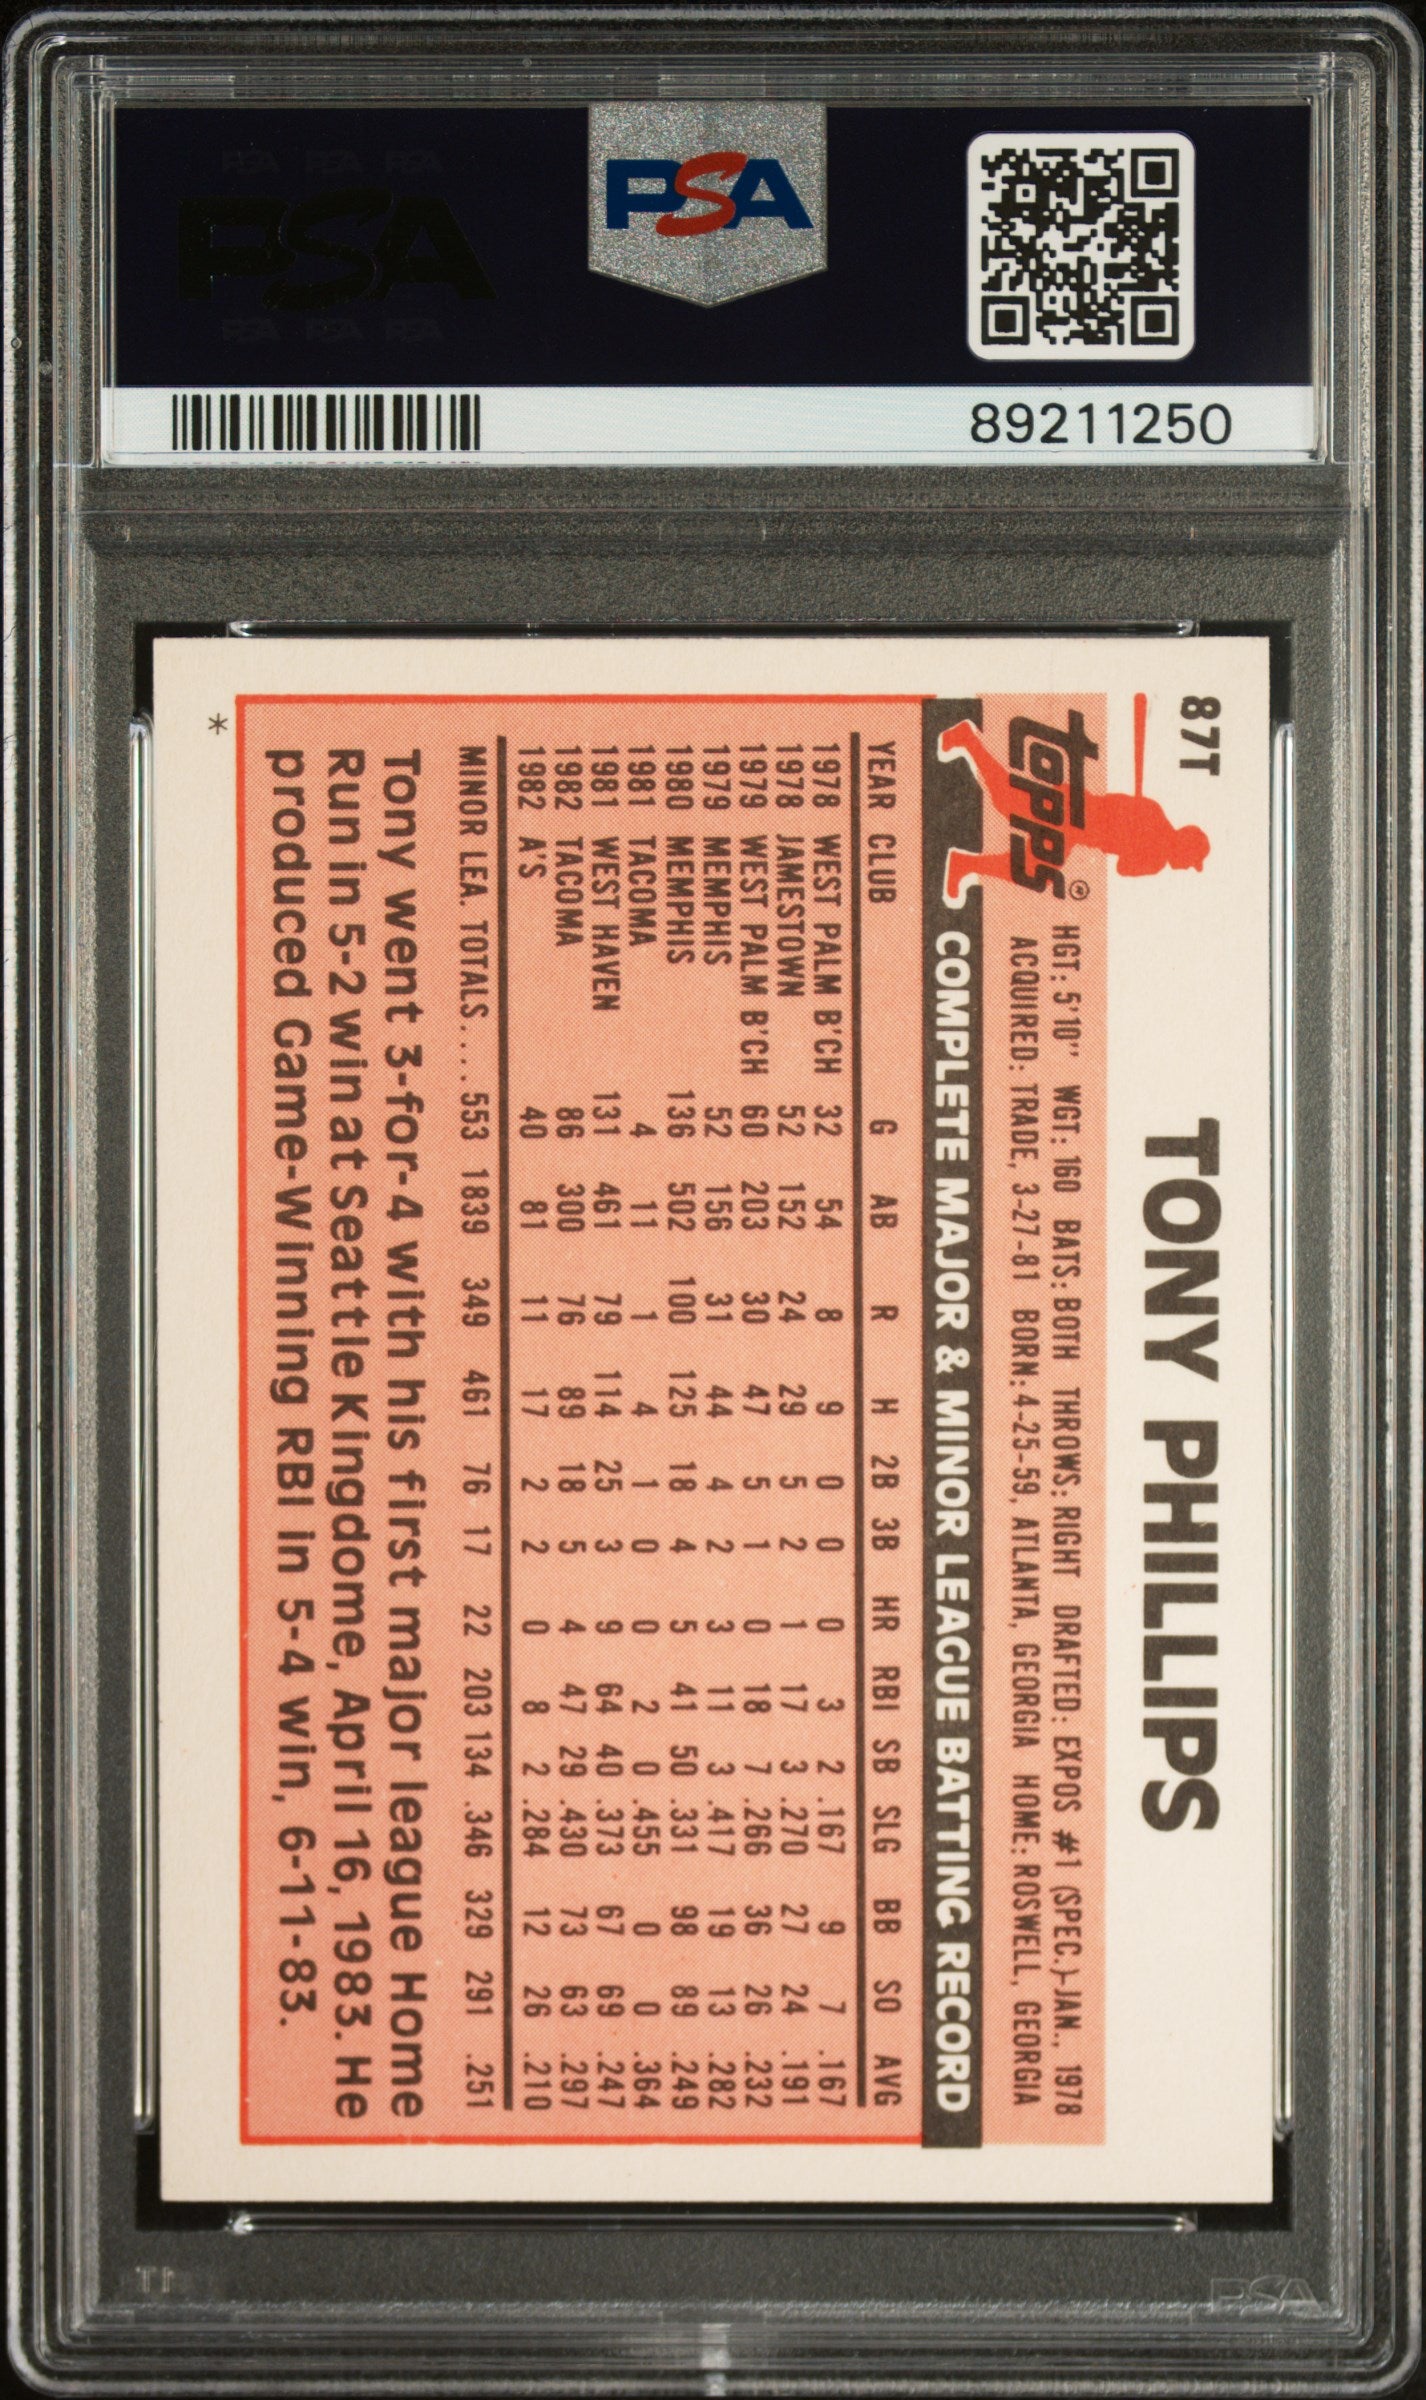 PSA PSA PSA
PSA
PSA PSA PSA
PSA
89211250
87T
TONY PHILLIPS
Topps®
HGT: 5'10" WGT: 160 BATS: BOTH THROWS: RIGHT DRAFTED: EXPOS #1 (SPEC.)-JAN., 1978
ACQUIRED: TRADE, 3-27-81 BORN: 4-25-59, ATLANTA, GEORGIA HOME: ROSWELL, GEORGIA
COMPLETE MAJOR & MINOR LEAGUE BATTING RECORD
YEAR CLUB G AB R H 2B 3B HR RBI SB SLG BB SO AVG
1978 WEST PALM B'CH 32 54 8 9 0 0 0 3 2 .167 9 7 .167
1978 JAMESTOWN 52 152 24 29 5 2 1 17 3 .270 27 24 .191
1979 WEST PALM B'CH 60 203 30 47 5 1 0 18 7 .266 36 26 .232
1979 MEMPHIS 52 156 31 44 4 2 3 11 3 .417 19 13 .282
1980 MEMPHIS 136 502 100 125 18 4 5 41 50 .331 98 89 .249
1981 TACOMA 4 11 1 4 1 0 0 2 0 .455 0 0 .364
1981 WEST HAVEN 131 461 79 114 25 3 9 64 40 .373 67 69 .247
1982 TACOMA 86 300 76 89 18 5 4 47 29 .430 73 63 .297
1982 A'S 40 81 11 17 2 2 0 8 2 .284 12 26 .210
MINOR LEA. TOTALS.... 553 1839 349 461 76 17 22 203 134 .346 329 291 .251
Tony went 3-for-4 with his first major league Home
Run in 5-2 win at Seattle Kingdome, April 16, 1983. He
produced Game-Winning RBI in 5-4 win, 6-11-83.
*
PSA